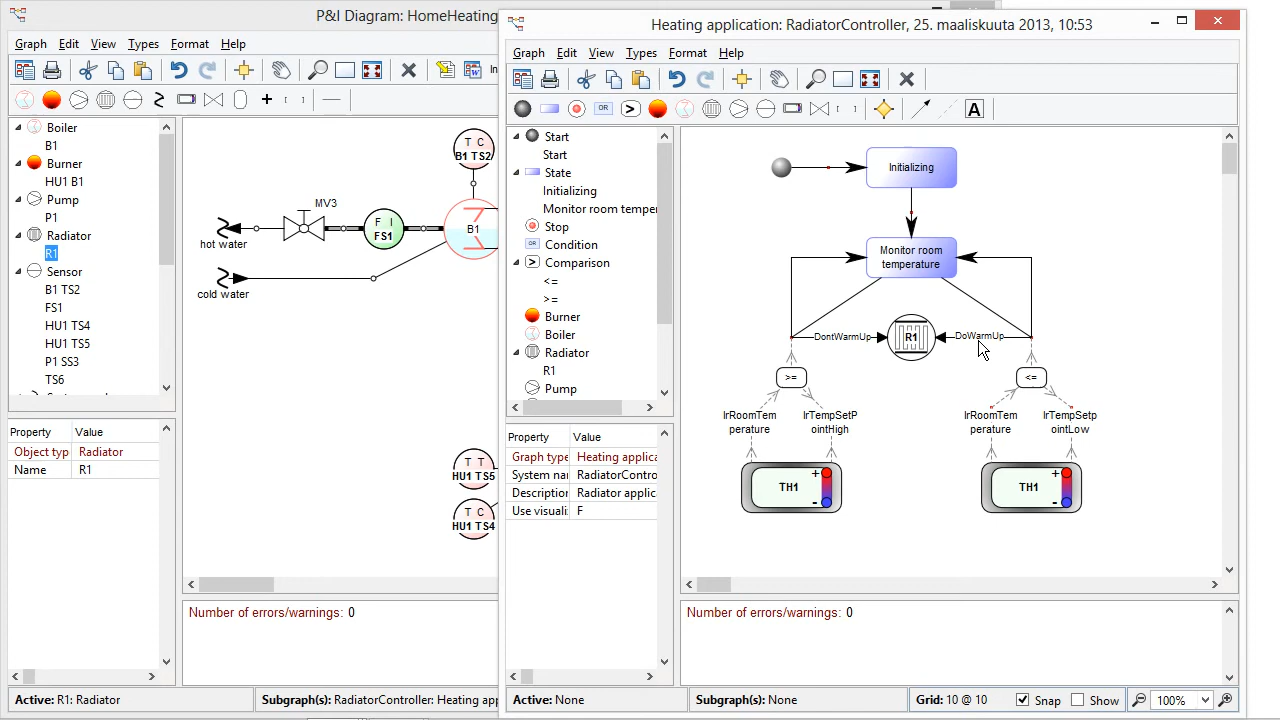 P&I Diagram: HomeHeating
Graph Edit View Types Format Help
Boiler
B1
Burner
HU1 B1
Pump
P1
Radiator
R1
Sensor
B1 TS2
FS1
HU1 TS4
HU1 TS5
P1 SS3
TS6
Property Value
Object typ Radiator
Name R1
T C
B1 TS2
MV3
F I
FS1
B1
hot water
cold water
T T
HU1 TS5
T C
HU1 TS4
Number of errors/warnings: 0
Active: R1: Radiator
Subgraph(s): RadiatorController: Heating app
Heating application: RadiatorController, 25. maaliskuuta 2013, 10:53
Graph Edit View Types Format Help
OR
A
Start
Start
State
Initializing
Monitor room temper
Stop
OR Condition
Comparison
<=
>=
Burner
Boiler
Radiator
R1
Pump
Property Value
Graph type Heating applica
System na RadiatorContro
Description Radiator applic
Use visuali F
Initializing
Monitor room
temperature
DontWarmUp R1 DoWarmUp
>= <=
IrRoomTem
perature
IrTempSetP
ointHigh
IrRoomTem
perature
IrTempSetp
ointLow
TH1 + -
TH1 + -
Number of errors/warnings: 0
Active: None
Subgraph(s): None
Grid: 10 @ 10
Snap
Show
100%